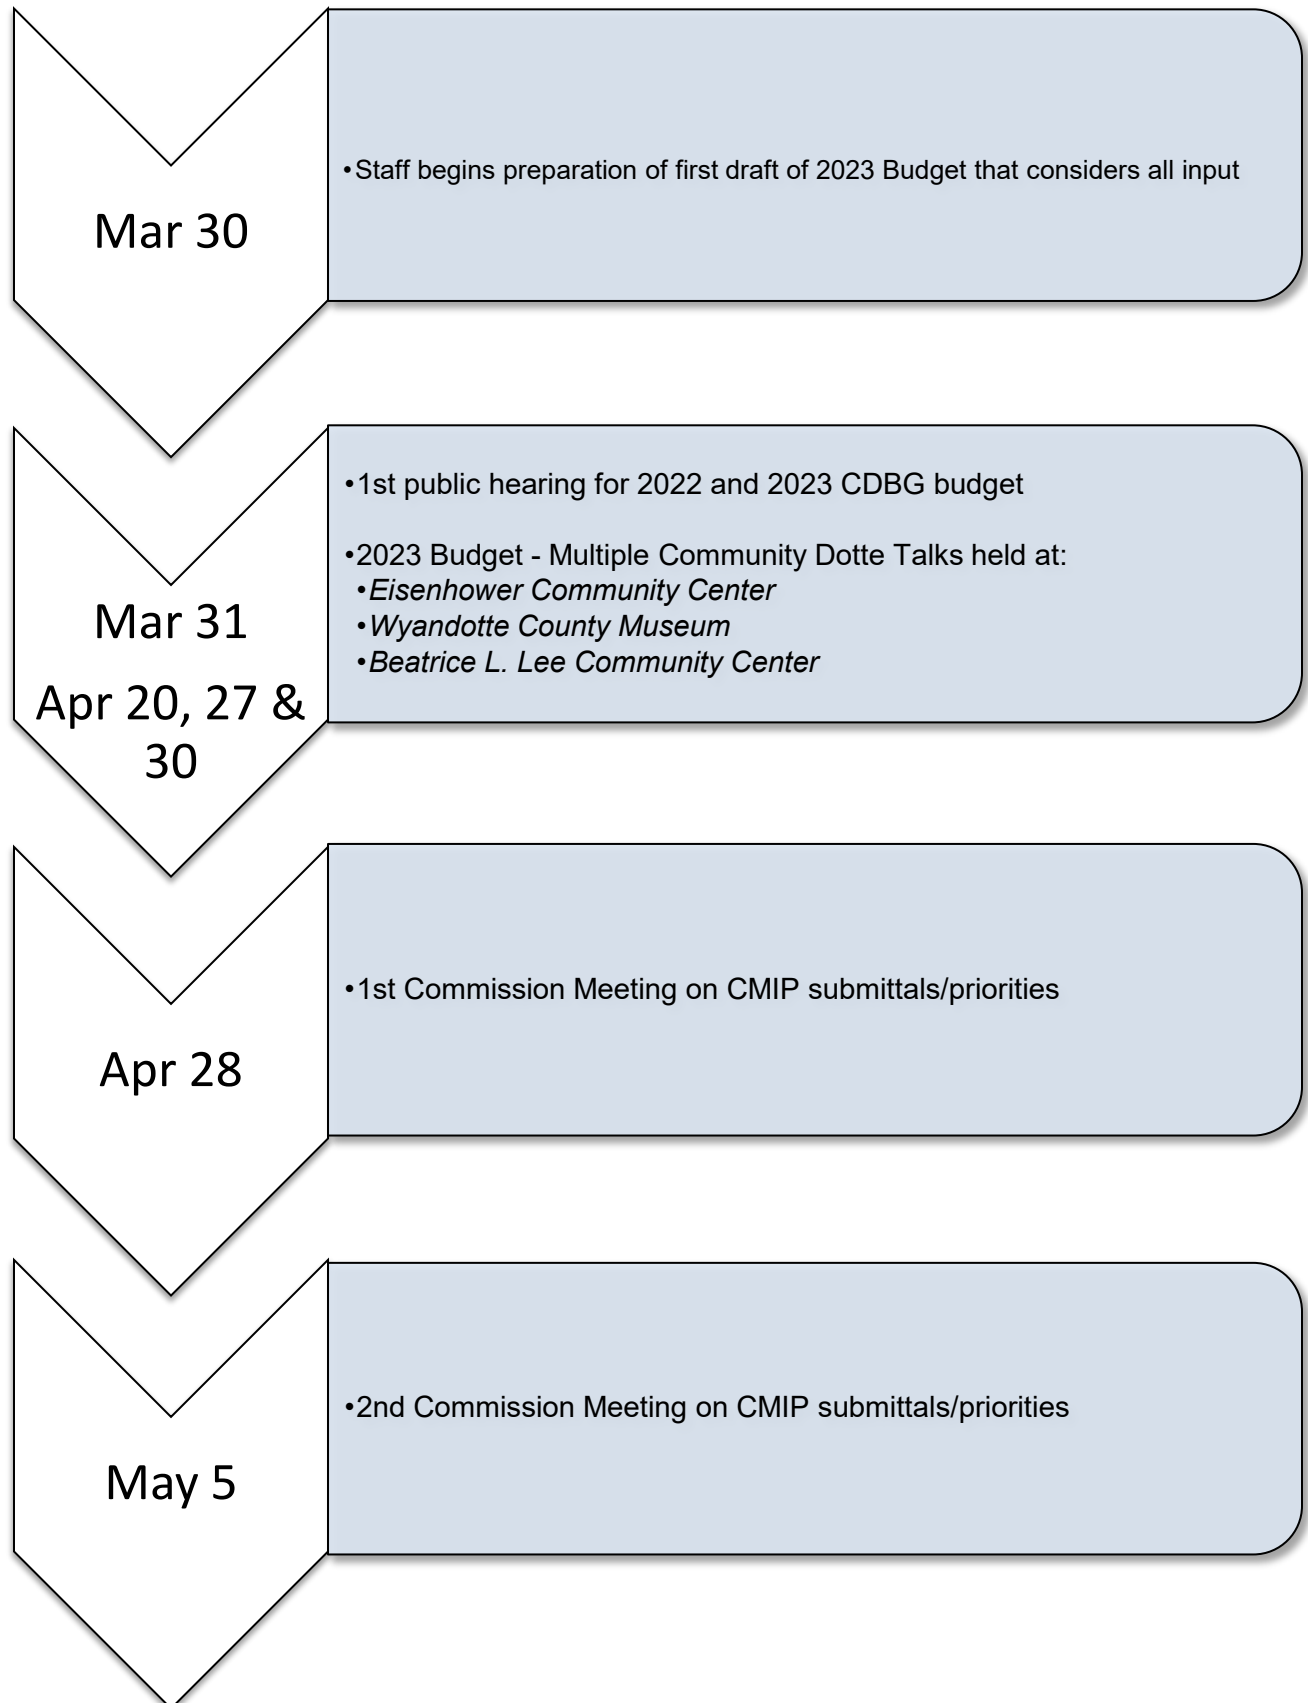 Mar 30
•Staff begins preparation of first draft of 2023 Budget that considers all input
Mar 31
Apr 20, 27 &
30
•1st public hearing for 2022 and 2023 CDBG budget
•2023 Budget - Multiple Community Dotte Talks held at:
•Eisenhower Community Center
•Wyandotte County Museum
•Beatrice L. Lee Community Center
Apr 28
•1st Commission Meeting on CMIP submittals/priorities
May 5
•2nd Commission Meeting on CMIP submittals/priorities